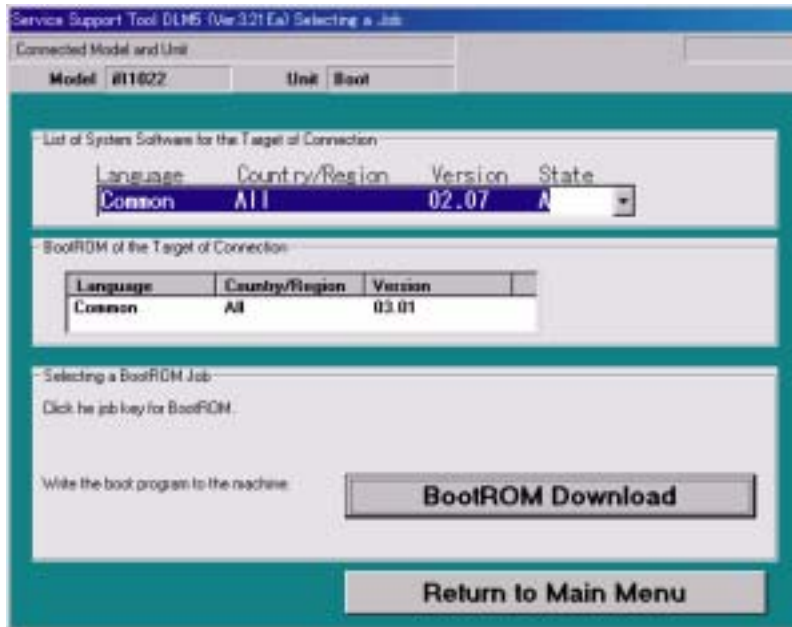 Service Support Tool DLM5 (Ver.3.21Ea) Selecting a Job
Connected Model and Unit
Model iR1022 Unit Boot
List of System Software for the Target of Connection
Language Country/Region Version State
Common All 02.07 A
BootROM of the Target of Connection
Language Country/Region Version
Common All 03.01
Selecting a BootROM Job
Click he job key for BootROM.
Write the boot program to the machine
BootROM Download
Return to Main Menu